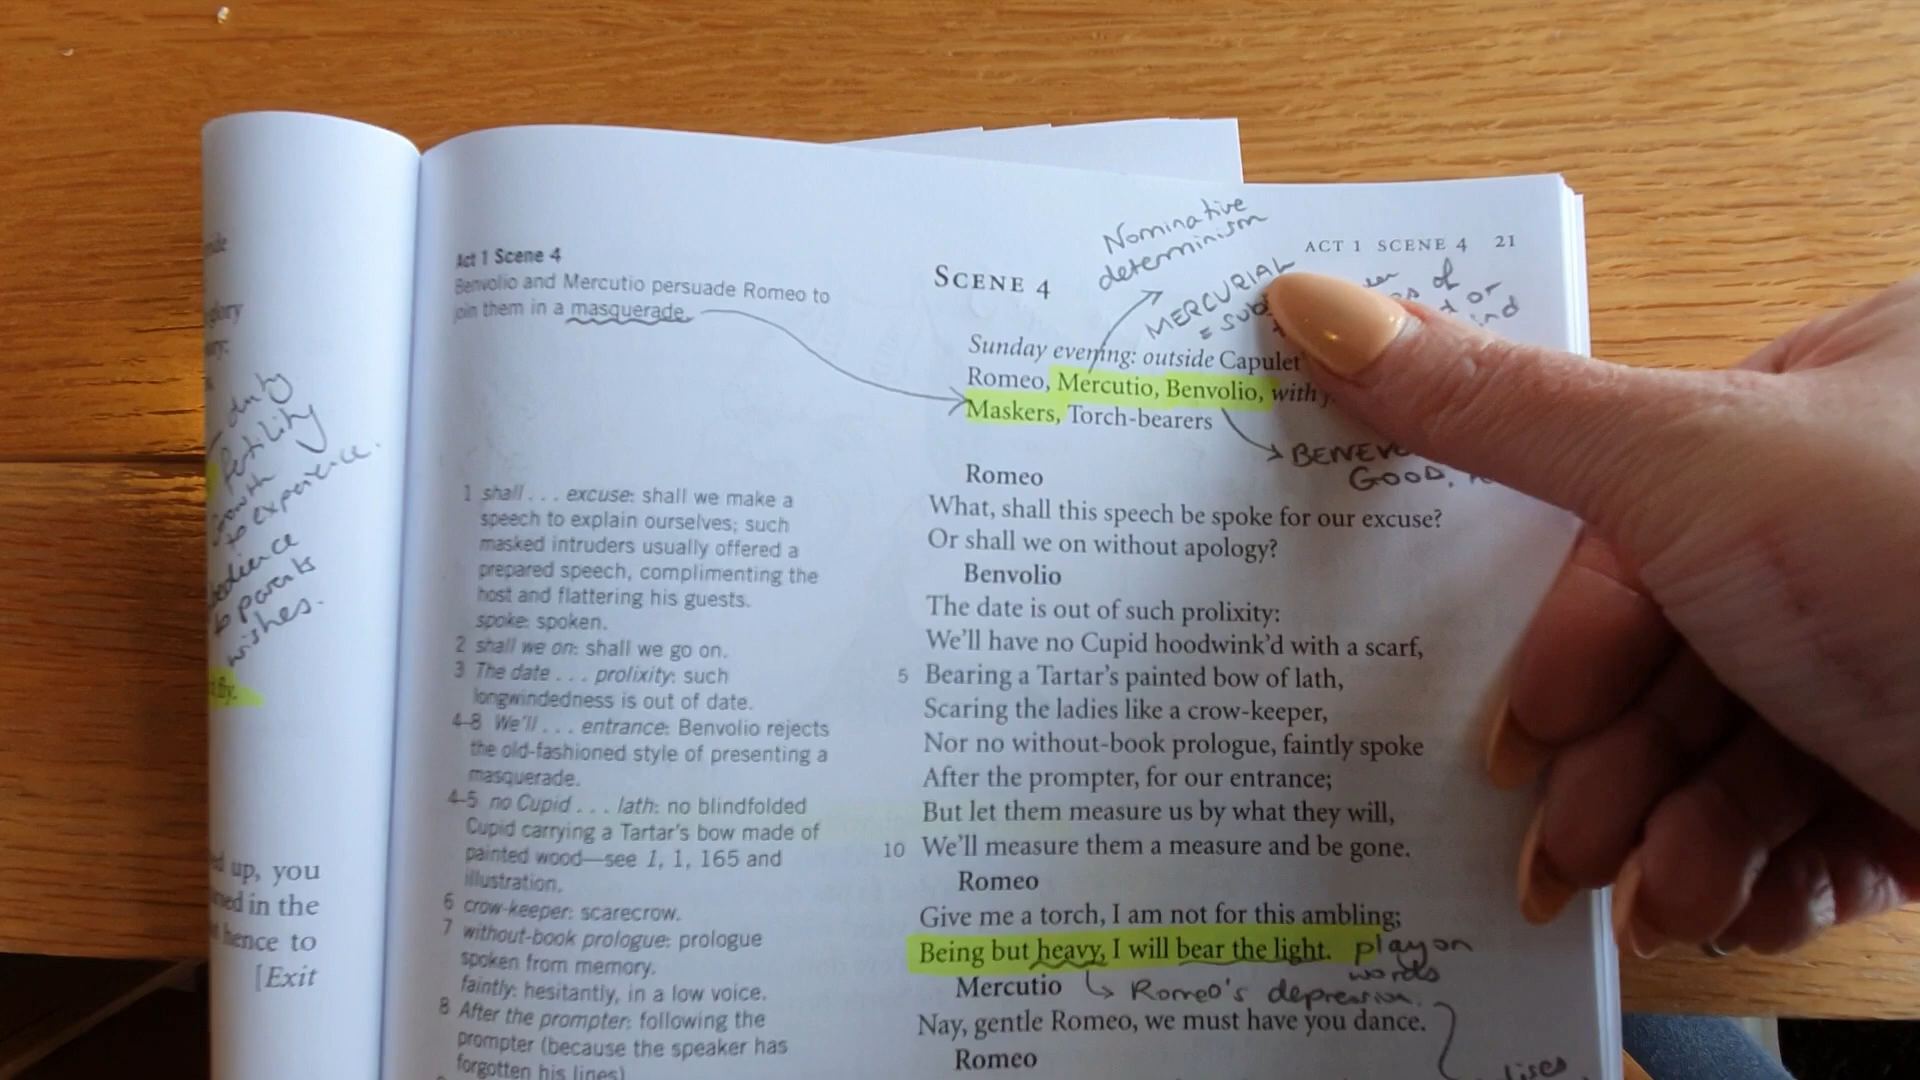 duty
fertility
growth
to experience.
to parents
wishes.
up, you
in the
hence to
[Exit
Act 1 Scene 4
Benvolio and Mercutio persuade Romeo to
join them in a masquerade.
1 shall . . . excuse: shall we make a
speech to explain ourselves; such
masked intruders usually offered a
prepared speech, complimenting the
host and flattering his guests.
spoke: spoken.
2 shall we on: shall we go on.
3 The date . . . prolixity: such
longwindedness is out of date.
4–8 We'll . . . entrance: Benvolio rejects
the old-fashioned style of presenting a
masquerade.
4–5 no Cupid . . . lath: no blindfolded
Cupid carrying a Tartar's bow made of
painted wood—see 1, 1, 165 and
illustration.
6 crow-keeper: scarecrow.
7 without-book prologue: prologue
spoken from memory.
faintly: hesitantly, in a low voice.
8 After the prompter: following the
prompter (because the speaker has
forgotten his lines)
ACT 1 SCENE 4 21
Nominative
determinism
MERCURIAL
of
or
SCENE 4
Sunday evening: outside Capulet'
Romeo, Mercutio, Benvolio, with
Maskers, Torch-bearers
GOOD,
Romeo
What, shall this speech be spoke for our excuse?
Or shall we on without apology?
Benvolio
The date is out of such prolixity:
We'll have no Cupid hoodwink'd with a scarf,
5 Bearing a Tartar's painted bow of lath,
Scaring the ladies like a crow-keeper,
Nor no without-book prologue, faintly spoke
After the prompter, for our entrance;
But let them measure us by what they will,
10 We'll measure them a measure and be gone.
Romeo
Give me a torch, I am not for this ambling;
Being but heavy, I will bear the light. play on
words
Mercutio Romeo's depression.
Nay, gentle Romeo, we must have you dance.
Romeo